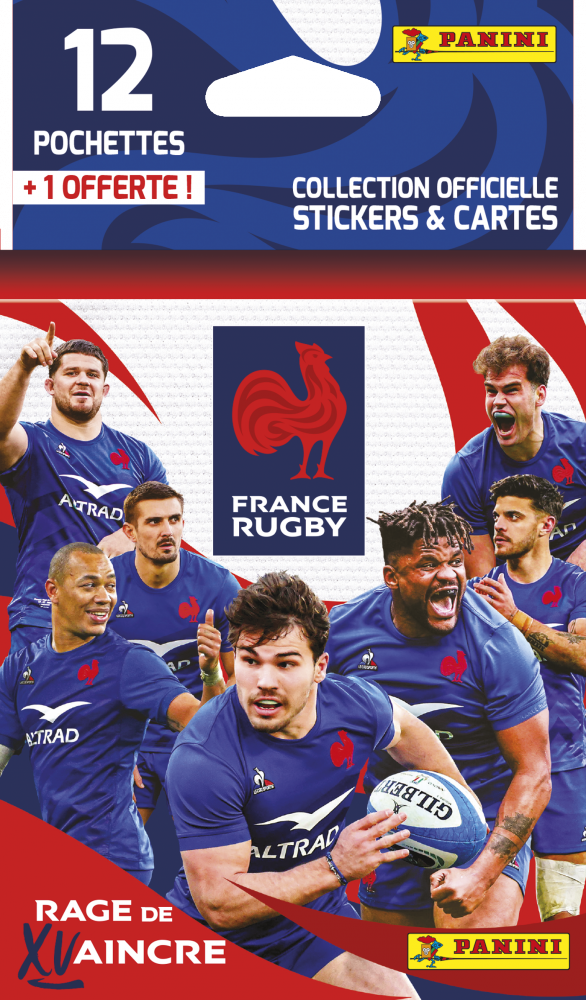 12
POCHETTES
+ 1 OFFERTE !
PANINI
COLLECTION OFFICIELLE
STICKERS & CARTES
FRANCE
RUGBY
ALTRAD
ALTRAD
ALTRAD
GILBERT
RAGE DE
XVAINCRE
PANINI